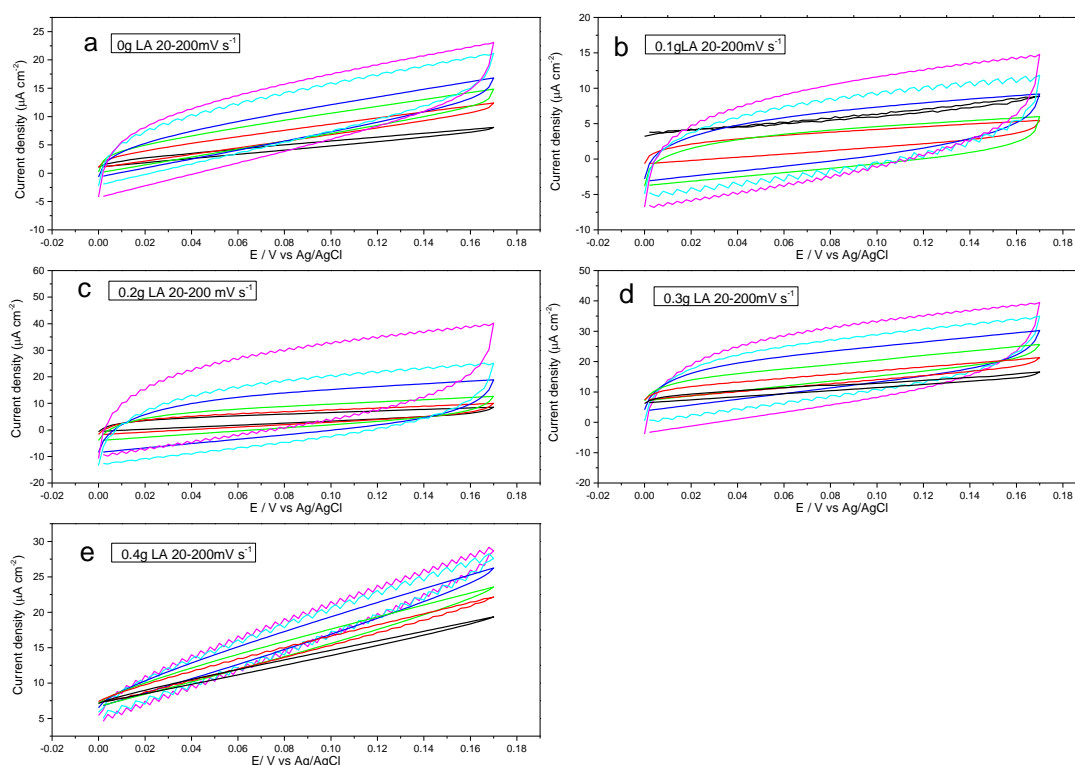 a
0g LA 20-200mV s⁻¹
Current density (µA cm⁻²)
25
20
15
10
5
0
-5
-10
-0.02 0.00 0.02 0.04 0.06 0.08 0.10 0.12 0.14 0.16 0.18
E / V vs Ag/AgCl
b
0.1gLA 20-200mV s⁻¹
Current density (µA cm⁻²)
20
15
10
5
0
-5
-10
-0.02 0.00 0.02 0.04 0.06 0.08 0.10 0.12 0.14 0.16 0.18
E / V vs Ag/AgCl
c
0.2g LA 20-200 mV s⁻¹
Current density (µA cm⁻²)
60
50
40
30
20
10
0
-10
-20
-0.02 0.00 0.02 0.04 0.06 0.08 0.10 0.12 0.14 0.16 0.18
E / V vs Ag/AgCl
d
0.3g LA 20-200mV s⁻¹
Current density (µA cm⁻²)
50
40
30
20
10
0
-10
-20
-0.02 0.00 0.02 0.04 0.06 0.08 0.10 0.12 0.14 0.16 0.18
E / V vs Ag/AgCl
e
0.4g LA 20-200mV s⁻¹
Current density (µA cm⁻²)
30
25
20
15
10
5
-0.02 0.00 0.02 0.04 0.06 0.08 0.10 0.12 0.14 0.16 0.18
E/ V vs Ag/AgCl